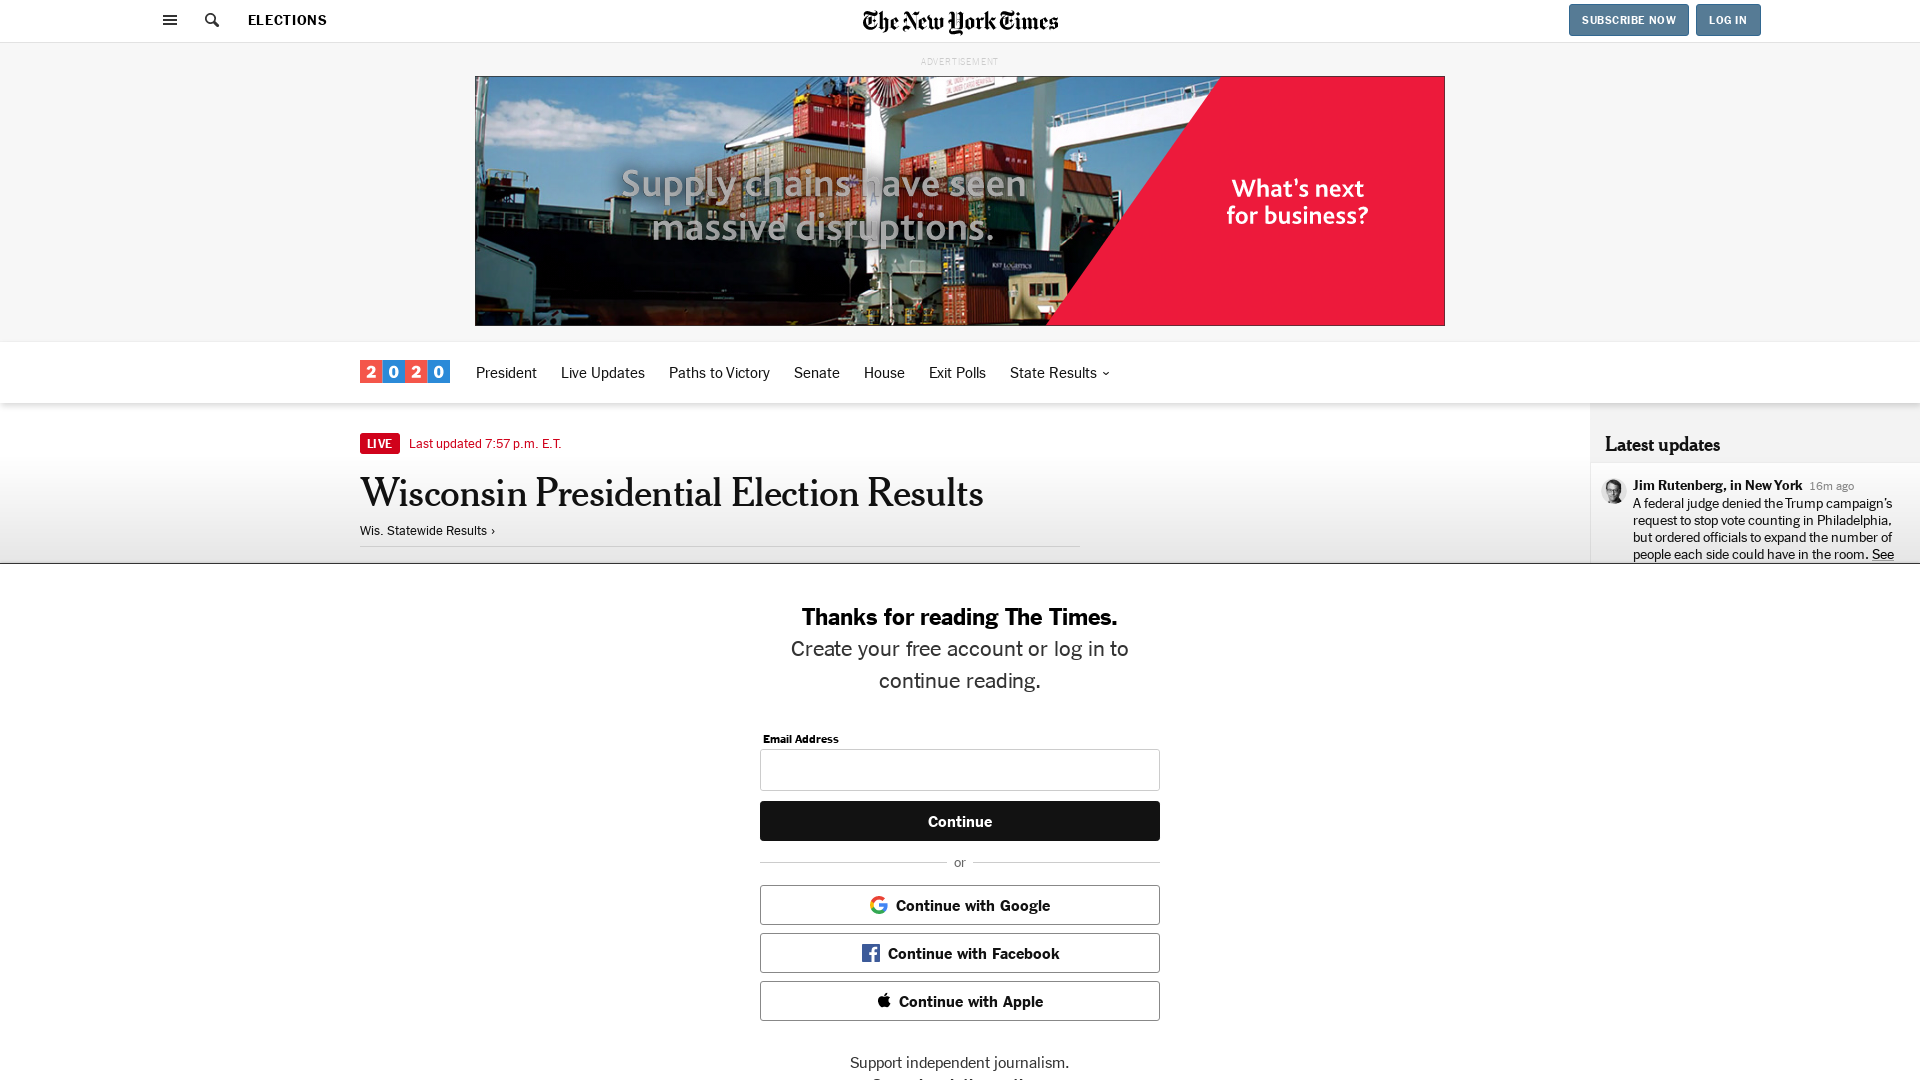 ELECTIONS
The New York Times
SUBSCRIBE NOW
LOG IN
ADVERTISEMENT
Supply chains have seen
massive disruptions.
What's next
for business?
2020
President
Live Updates
Paths to Victory
Senate
House
Exit Polls
State Results
LIVE
Last updated 7:57 p.m. E.T.
Wisconsin Presidential Election Results
Wis. Statewide Results ›
Latest updates
Jim Rutenberg, in New York 16m ago
A federal judge denied the Trump campaign's
request to stop vote counting in Philadelphia,
but ordered officials to expand the number of
people each side could have in the room. See
Thanks for reading The Times.
Create your free account or log in to
continue reading.
Email Address
Continue
or
Continue with Google
Continue with Facebook
Continue with Apple
Support independent journalism.